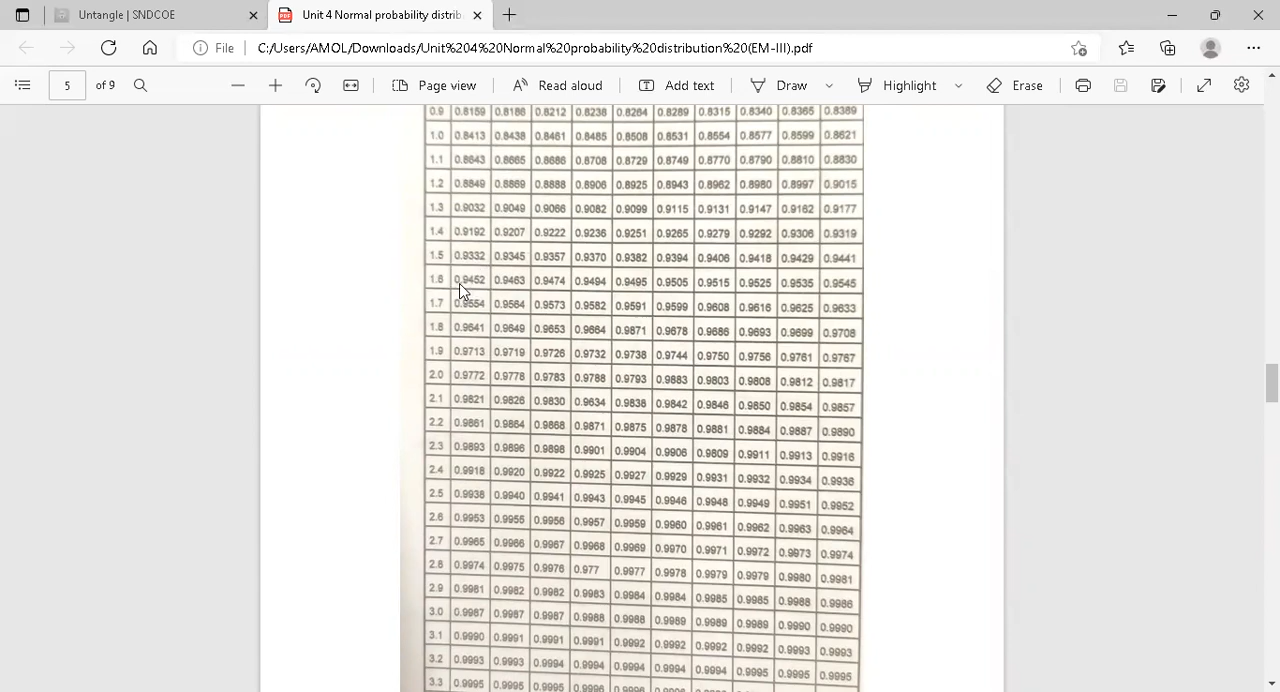 Untangle | SNDCOE
Unit 4 Normal probability distrib
File C:/Users/AMOL/Downloads/Unit%204%20Normal%20probability%20distribution%20(EM-III).pdf
5 of 9 Page view Read aloud Add text Draw Highlight Erase
0.9 0.8159 0.8186 0.8212 0.8238 0.8264 0.8289 0.8315 0.8340 0.8365 0.8389
1.0 0.8413 0.8438 0.8461 0.8485 0.8508 0.8531 0.8554 0.8577 0.8599 0.8621
1.1 0.8643 0.8665 0.8686 0.8708 0.8729 0.8749 0.8770 0.8790 0.8810 0.8830
1.2 0.8849 0.8869 0.8888 0.8906 0.8925 0.8943 0.8962 0.8980 0.8997 0.9015
1.3 0.9032 0.9049 0.9066 0.9082 0.9099 0.9115 0.9131 0.9147 0.9162 0.9177
1.4 0.9192 0.9207 0.9222 0.9236 0.9251 0.9265 0.9279 0.9292 0.9306 0.9319
1.5 0.9332 0.9345 0.9357 0.9370 0.9382 0.9394 0.9406 0.9418 0.9429 0.9441
1.6 0.9452 0.9463 0.9474 0.9494 0.9495 0.9505 0.9515 0.9525 0.9535 0.9545
1.7 0.9554 0.9564 0.9573 0.9582 0.9591 0.9599 0.9608 0.9616 0.9625 0.9633
1.8 0.9641 0.9649 0.9653 0.9664 0.9871 0.9678 0.9686 0.9693 0.9699 0.9708
1.9 0.9713 0.9719 0.9726 0.9732 0.9738 0.9744 0.9750 0.9756 0.9761 0.9767
2.0 0.9772 0.9778 0.9783 0.9788 0.9793 0.9883 0.9803 0.9808 0.9812 0.9817
2.1 0.9821 0.9826 0.9830 0.9634 0.9836 0.9842 0.9846 0.9850 0.9854 0.9857
2.2 0.9861 0.9864 0.9868 0.9871 0.9875 0.9878 0.9881 0.9884 0.9887 0.9890
2.3 0.9893 0.9896 0.9898 0.9901 0.9904 0.9906 0.9809 0.9911 0.9913 0.9916
2.4 0.9918 0.9920 0.9922 0.9925 0.9927 0.9929 0.9931 0.9932 0.9934 0.9936
2.5 0.9938 0.9940 0.9941 0.9943 0.9945 0.9946 0.9948 0.9949 0.9951 0.9952
2.6 0.9953 0.9955 0.9956 0.9957 0.9959 0.9960 0.9961 0.9962 0.9963 0.9964
2.7 0.9965 0.9966 0.9967 0.9968 0.9969 0.9970 0.9971 0.9972 0.9973 0.9974
2.8 0.9974 0.9975 0.9976 0.977 0.9977 0.9978 0.9979 0.9979 0.9980 0.9981
2.9 0.9981 0.9982 0.9982 0.9983 0.9984 0.9984 0.9985 0.9985 0.9988 0.9986
3.0 0.9987 0.9987 0.9987 0.9988 0.9988 0.9989 0.9989 0.9989 0.9990 0.9990
3.1 0.9990 0.9991 0.9991 0.9991 0.9992 0.9992 0.9992 0.9992 0.9993 0.9993
3.2 0.9993 0.9993 0.9994 0.9994 0.9994 0.9994 0.9994 0.9995 0.9995 0.9995
3.3 0.9995 0.9995 0.9995 0.9996